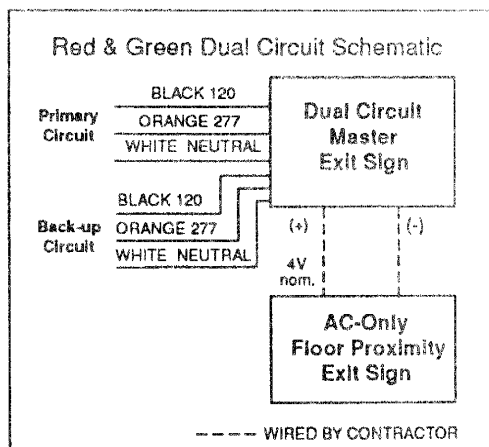 Red & Green Dual Circuit Schematic
Primary
Circuit
BLACK 120
ORANGE 277
WHITE NEUTRAL
Dual Circuit
Master
Exit Sign
Back-up
Circuit
BLACK 120
ORANGE 277
WHITE NEUTRAL
(+)
(-)
4V
nom.
AC-Only
Floor Proximity
Exit Sign
WIRED BY CONTRACTOR